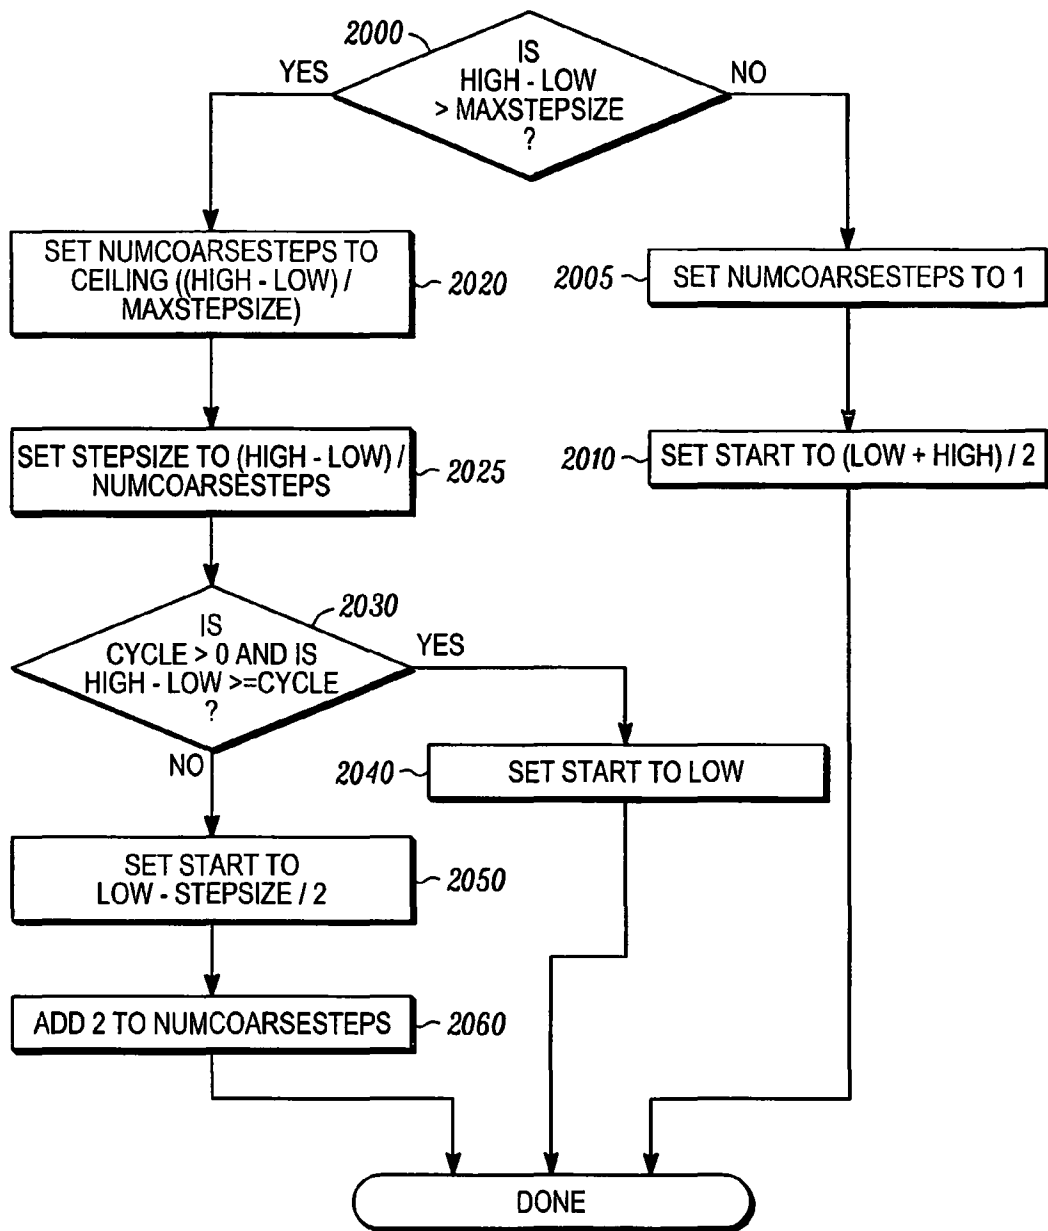 2000
IS
HIGH - LOW
> MAXSTEPSIZE
?
YES
NO
SET NUMCOARSESTEPS TO
CEILING ((HIGH - LOW) /
MAXSTEPSIZE)
2020
2005
SET NUMCOARSESTEPS TO 1
SET STEPSIZE TO (HIGH - LOW) /
NUMCOARSESTEPS
2025
2010
SET START TO (LOW + HIGH) / 2
2030
IS
CYCLE > 0 AND IS
HIGH - LOW >=CYCLE
?
YES
NO
2040
SET START TO LOW
SET START TO
LOW - STEPSIZE / 2
2050
ADD 2 TO NUMCOARSESTEPS
2060
DONE